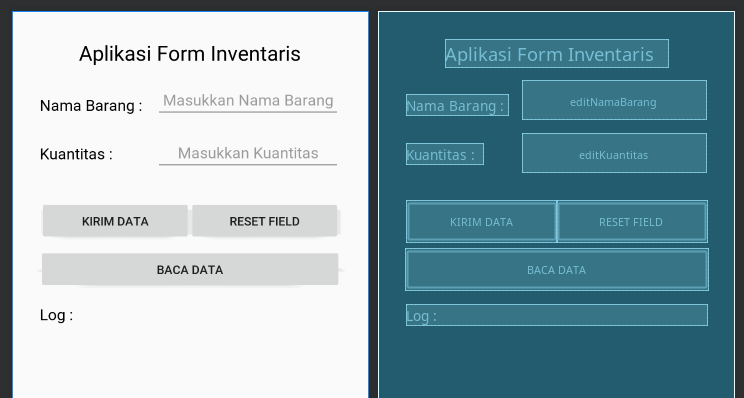 Aplikasi Form Inventaris
Nama Barang :
Masukkan Nama Barang
Kuantitas :
Masukkan Kuantitas
KIRIM DATA
RESET FIELD
BACA DATA
Log :
Aplikasi Form Inventaris
Nama Barang :
editNamaBarang
Kuantitas :
editKuantitas
KIRIM DATA
RESET FIELD
BACA DATA
Log :